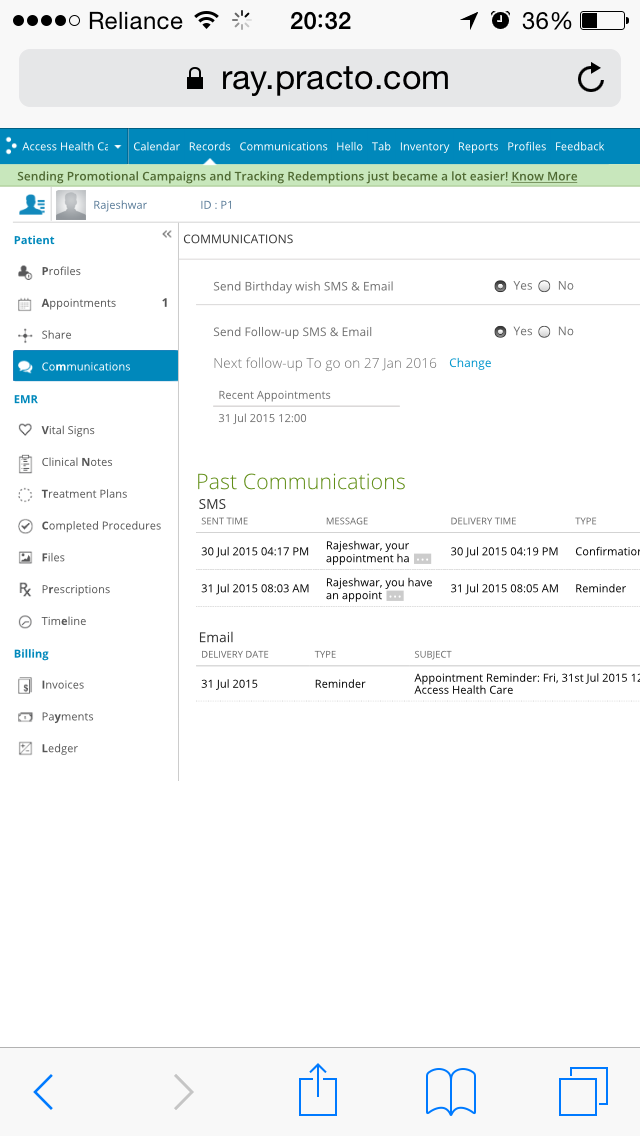 Reliance 20:32 36%
ray.practo.com
Access Health Ca Calendar Records Communications Hello Tab Inventory Reports Profiles Feedback
Sending Promotional Campaigns and Tracking Redemptions just became a lot easier! Know More
Rajeshwar ID : P1
Patient
«
COMMUNICATIONS
Profiles
Appointments 1
Share
Communications
EMR
Vital Signs
Clinical Notes
Treatment Plans
Completed Procedures
Files
Prescriptions
Timeline
Billing
Invoices
Payments
Ledger
Send Birthday wish SMS & Email Yes No
Send Follow-up SMS & Email Yes No
Next follow-up To go on 27 Jan 2016 Change
Recent Appointments
31 Jul 2015 12:00
Past Communications
SMS
SENT TIME MESSAGE DELIVERY TIME TYPE
30 Jul 2015 04:17 PM Rajeshwar, your 30 Jul 2015 04:19 PM Confirmation
appointment ha ...
31 Jul 2015 08:03 AM Rajeshwar, you have 31 Jul 2015 08:05 AM Reminder
an appoint ...
Email
DELIVERY DATE TYPE SUBJECT
31 Jul 2015 Reminder Appointment Reminder: Fri, 31st Jul 2015 12
Access Health Care